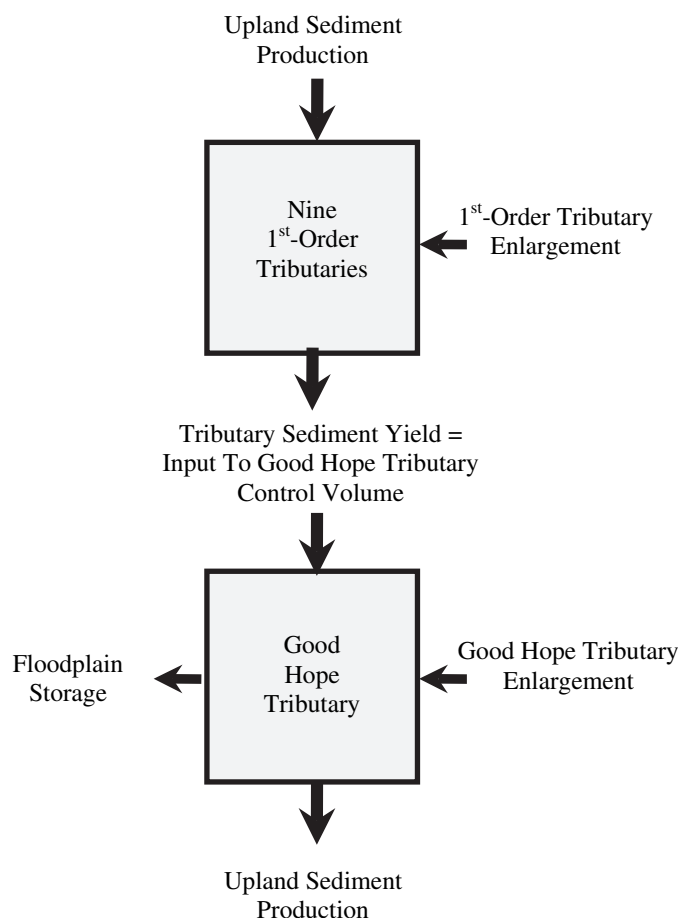 Upland Sediment
Production
Nine
1st-Order
Tributaries
1st-Order Tributary
Enlargement
Tributary Sediment Yield =
Input To Good Hope Tributary
Control Volume
Good
Hope
Tributary
Floodplain
Storage
Good Hope Tributary
Enlargement
Upland Sediment
Production